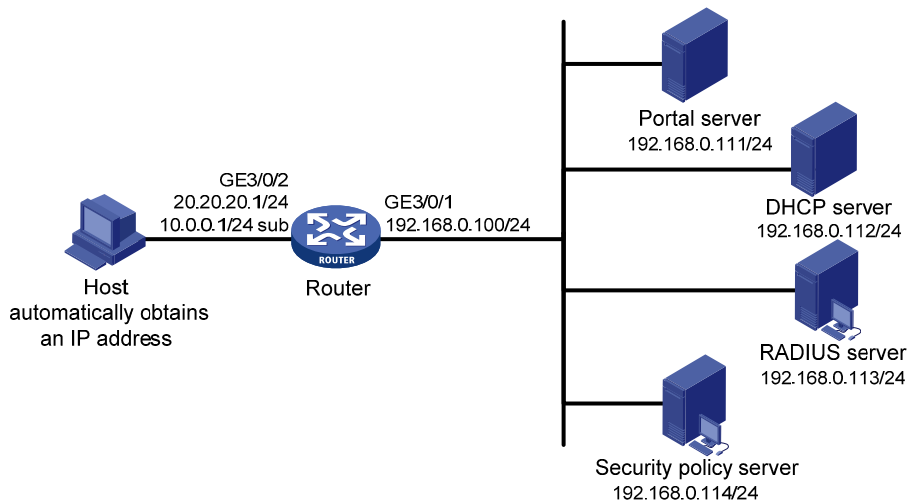 Portal server
192.168.0.111/24
GE3/0/2
20.20.20.1/24
10.0.0.1/24 sub
GE3/0/1
192.168.0.100/24
DHCP server
192.168.0.112/24
ROUTER
Host
automatically obtains
an IP address
Router
RADIUS server
192.168.0.113/24
Security policy server
192.168.0.114/24